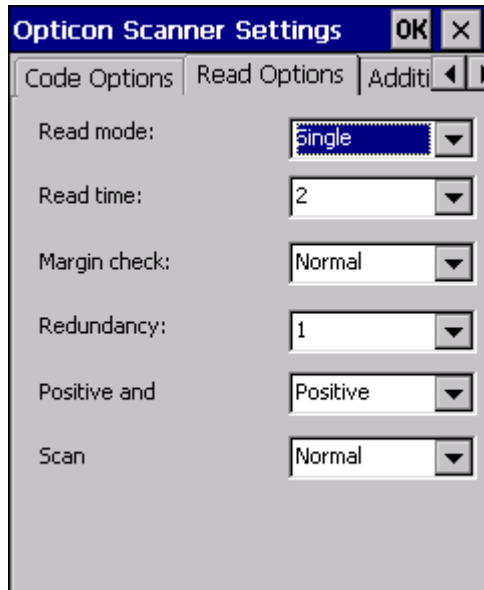 Opticon Scanner Settings OK
Code Options Read Options Additi
Read mode: Single
Read time: 2
Margin check: Normal
Redundancy: 1
Positive and Positive
Scan Normal